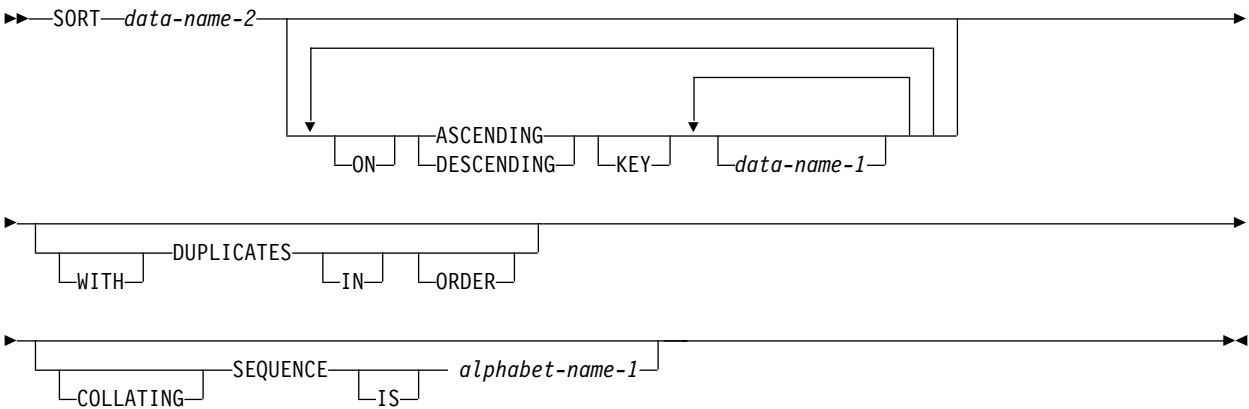 SORT data-name-2
ASCENDING
ON DESCENDING KEY data-name-1
DUPLICATES
WITH IN ORDER
SEQUENCE alphabet-name-1
COLLATING IS